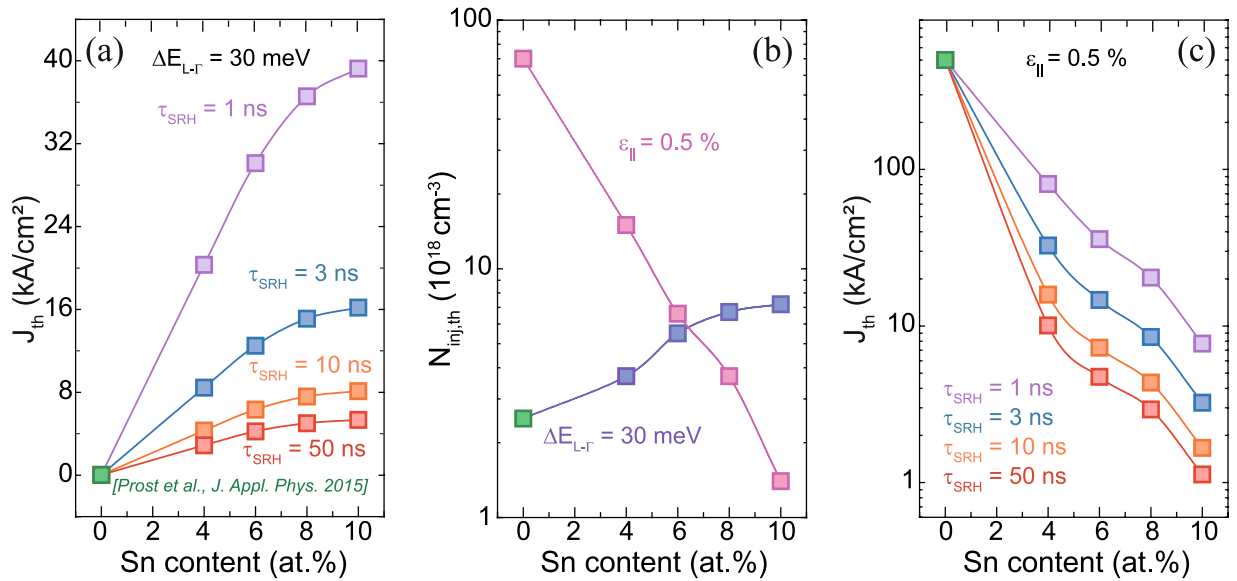 (a)
ΔE_L-Γ = 30 meV
τ_SRH = 1 ns
τ_SRH = 3 ns
τ_SRH = 10 ns
τ_SRH = 50 ns
[Prost et al., J. Appl. Phys. 2015]
J_th (kA/cm²)
40
32
24
16
8
0
0 2 4 6 8 10
Sn content (at.%)
(b)
ε_|| = 0.5 %
ΔE_L-Γ = 30 meV
N_inj,th (10^18 cm^-3)
100
10
1
0 2 4 6 8 10
Sn content (at.%)
(c)
ε_|| = 0.5 %
J_th (kA/cm²)
100
10
1
τ_SRH = 1 ns
τ_SRH = 3 ns
τ_SRH = 10 ns
τ_SRH = 50 ns
0 2 4 6 8 10
Sn content (at.%)